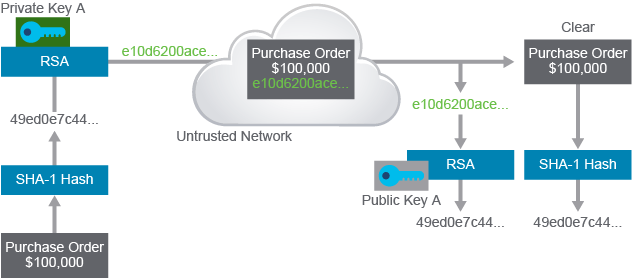 Private Key A
RSA
49ed0e7c44...
SHA-1 Hash
Purchase Order
$100,000
e10d6200ace...
Purchase Order
$100,000
e10d6200ace...
Untrusted Network
e10d6200ace...
RSA
Public Key A
49ed0e7c44...
Clear
Purchase Order
$100,000
SHA-1 Hash
49ed0e7c44...